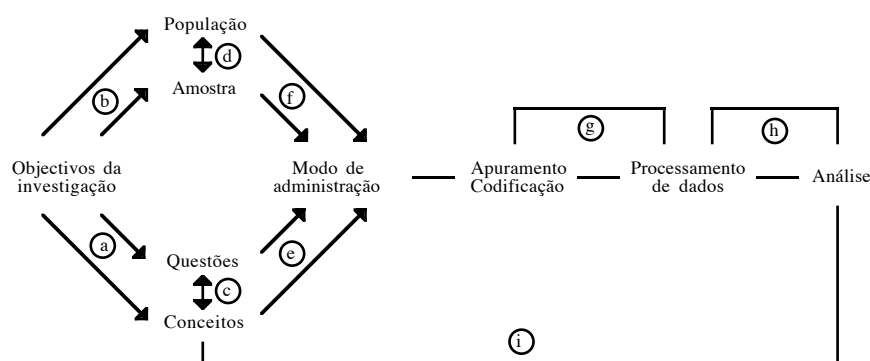 População
d
Amostra
b
f
g
h
Objectivos da
investigação
Modo de
administração
Apuramento
Codificação
Processamento
de dados
Análise
a
Questões
e
c
Conceitos
i